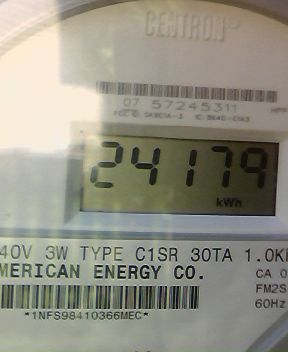 CENTRON®
07 57245311
24179
kWh
40V 3W TYPE C1SR 30TA 1.0K
MERICAN ENERGY CO.
CA 0
FM2S
60Hz
*1NFS98410366MEC*